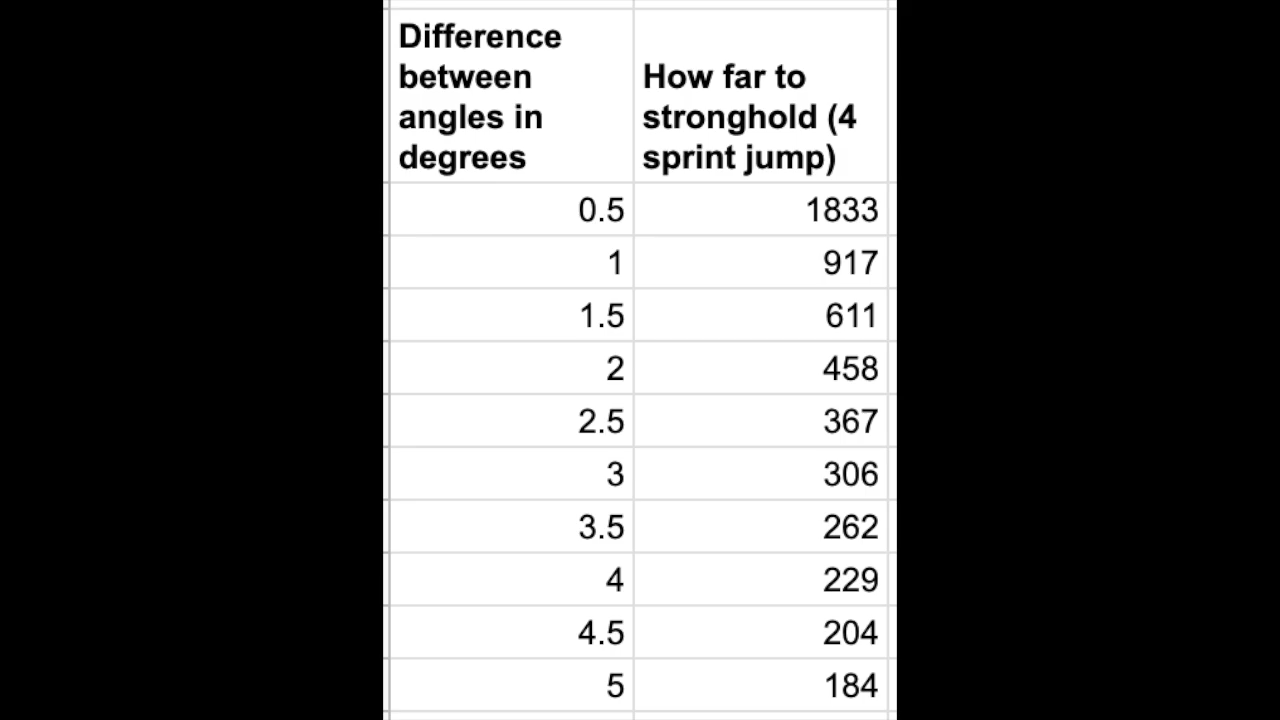 Difference
between
angles in
degrees
How far to
stronghold (4
sprint jump)
0.5 1833
1 917
1.5 611
2 458
2.5 367
3 306
3.5 262
4 229
4.5 204
5 184